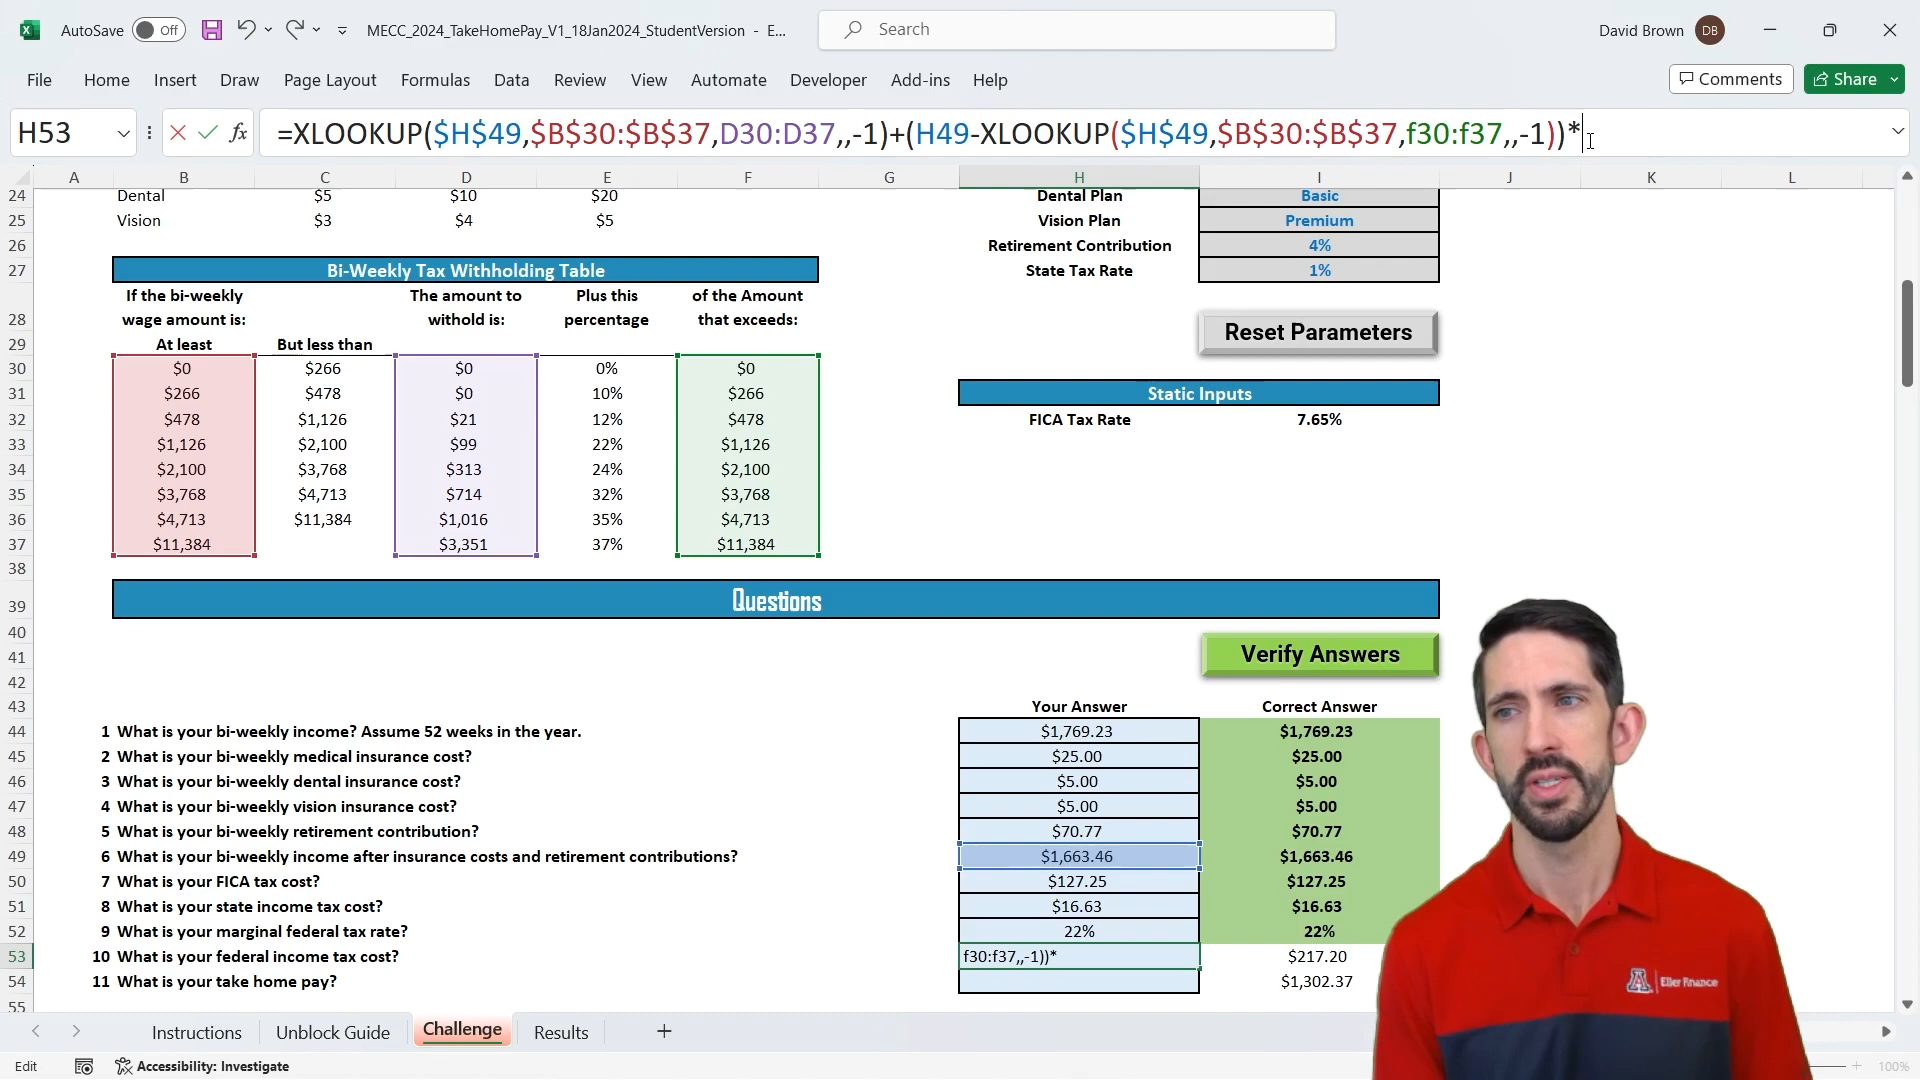 AutoSave Off MECC_2024_TakeHomePay_V1_18Jan2024_StudentVersion - E... Search David Brown DB
File Home Insert Draw Page Layout Formulas Data Review View Automate Developer Add-ins Help Comments Share
H53 fx =XLOOKUP($H$49,$B$30:$B$37,D30:D37,,-1)+(H49-XLOOKUP($H$49,$B$30:$B$37,f30:f37,,-1))*
A B C D E F G H I J K L
24 Dental $5 $10 $20 Dental Plan Basic
25 Vision $3 $4 $5 Vision Plan Premium
26 Retirement Contribution 4%
27 Bi-Weekly Tax Withholding Table State Tax Rate 1%
If the bi-weekly The amount to Plus this of the Amount
28 wage amount is: withold is: percentage that exceeds: Reset Parameters
29 At least But less than
30 $0 $266 $0 0% $0
31 $266 $478 $0 10% $266 Static Inputs
32 $478 $1,126 $21 12% $478 FICA Tax Rate 7.65%
33 $1,126 $2,100 $99 22% $1,126
34 $2,100 $3,768 $313 24% $2,100
35 $3,768 $4,713 $714 32% $3,768
36 $4,713 $11,384 $1,016 35% $4,713
37 $11,384 $3,351 37% $11,384
38
39 Questions
40
41 Verify Answers
42
43 Your Answer Correct Answer
44 1 What is your bi-weekly income? Assume 52 weeks in the year. $1,769.23 $1,769.23
45 2 What is your bi-weekly medical insurance cost? $25.00 $25.00
46 3 What is your bi-weekly dental insurance cost? $5.00 $5.00
47 4 What is your bi-weekly vision insurance cost? $5.00 $5.00
48 5 What is your bi-weekly retirement contribution? $70.77 $70.77
49 6 What is your bi-weekly income after insurance costs and retirement contributions? $1,663.46 $1,663.46
50 7 What is your FICA tax cost? $127.25 $127.25
51 8 What is your state income tax cost? $16.63 $16.63
52 9 What is your marginal federal tax rate? 22% 22%
53 10 What is your federal income tax cost? f30:f37,,-1))* $217.20
54 11 What is your take home pay? $1,302.37
55
A Eller Finance
Instructions Unblock Guide Challenge Results
Edit Accessibility: Investigate 100%